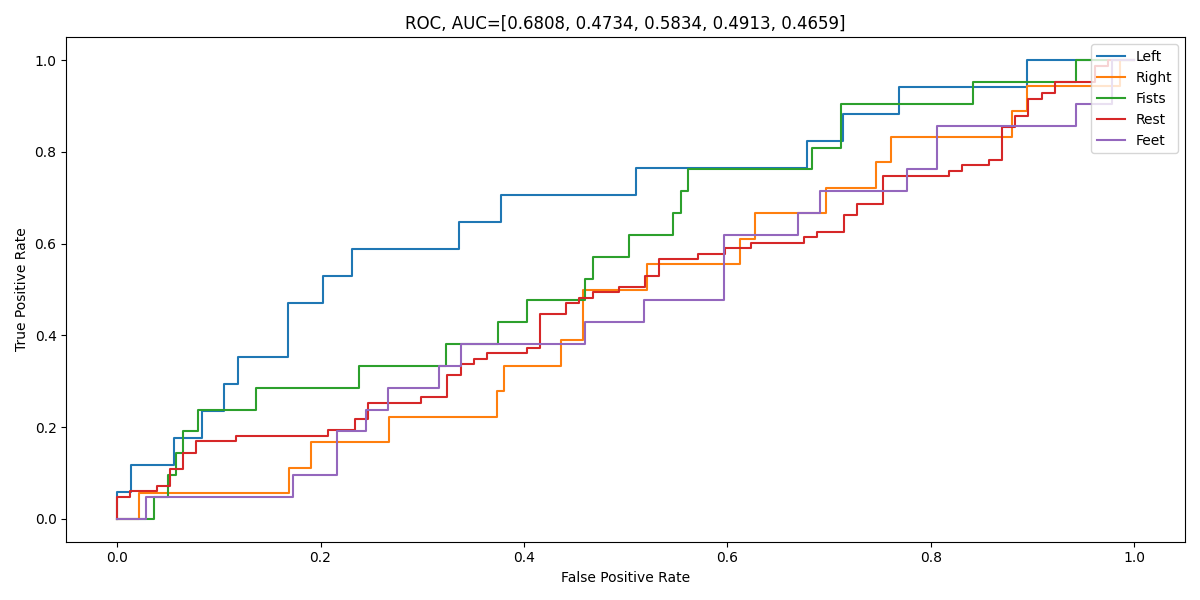 ROC, AUC=[0.6808, 0.4734, 0.5834, 0.4913, 0.4659]
True Positive Rate
1.0
0.8
0.6
0.4
0.2
0.0
Left
Right
Fists
Rest
Feet
0.0 0.2 0.4 0.6 0.8 1.0
False Positive Rate